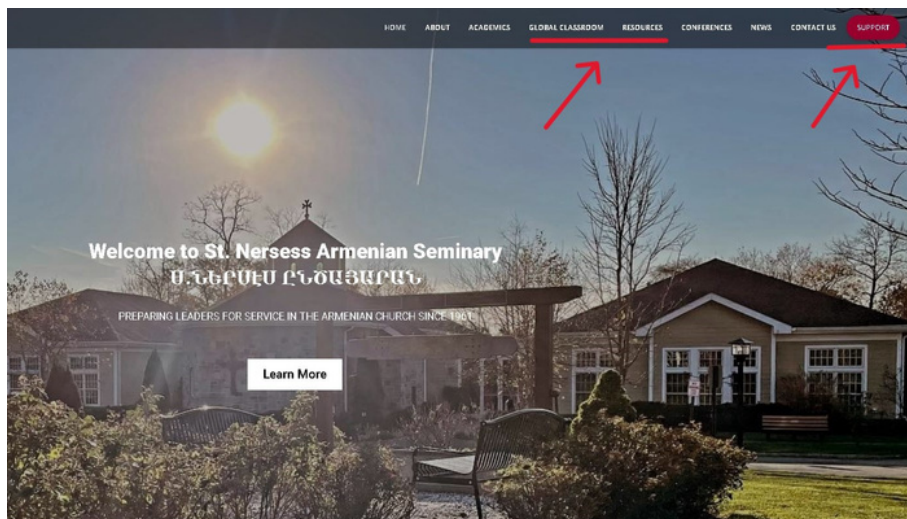 HOME ABOUT ACADEMICS GLOBAL CLASSROOM RESOURCES CONFERENCES NEWS CONTACT US SUPPORT
Welcome to St. Nersess Armenian Seminary
Ս.ՆԵՐՍԷՍ ԸՆԾԱՅԱՐԱՆ
PREPARING LEADERS FOR SERVICE IN THE ARMENIAN CHURCH SINCE 1961
Learn More